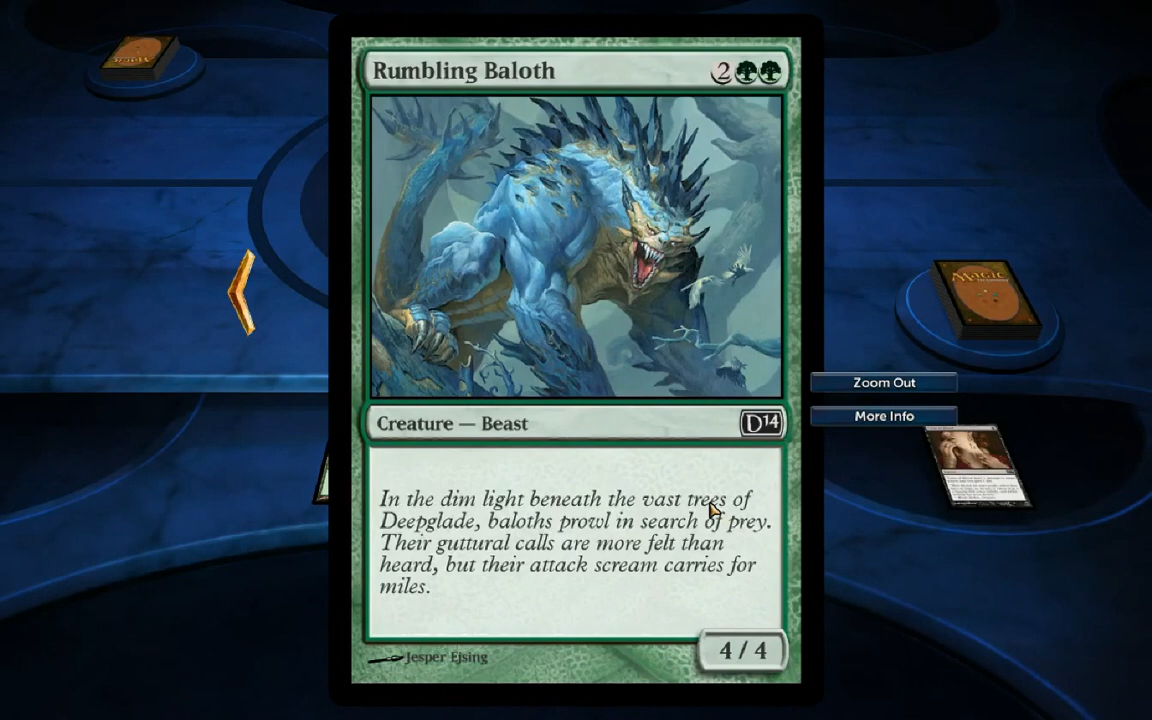 Rumbling Baloth
2
Creature — Beast
D14
In the dim light beneath the vast trees of
Deepglade, baloths prowl in search of prey.
Their guttural calls are more felt than
heard, but their attack scream carries for
miles.
Jesper Ejsing
4 / 4
MAGIC
Zoom Out
More Info